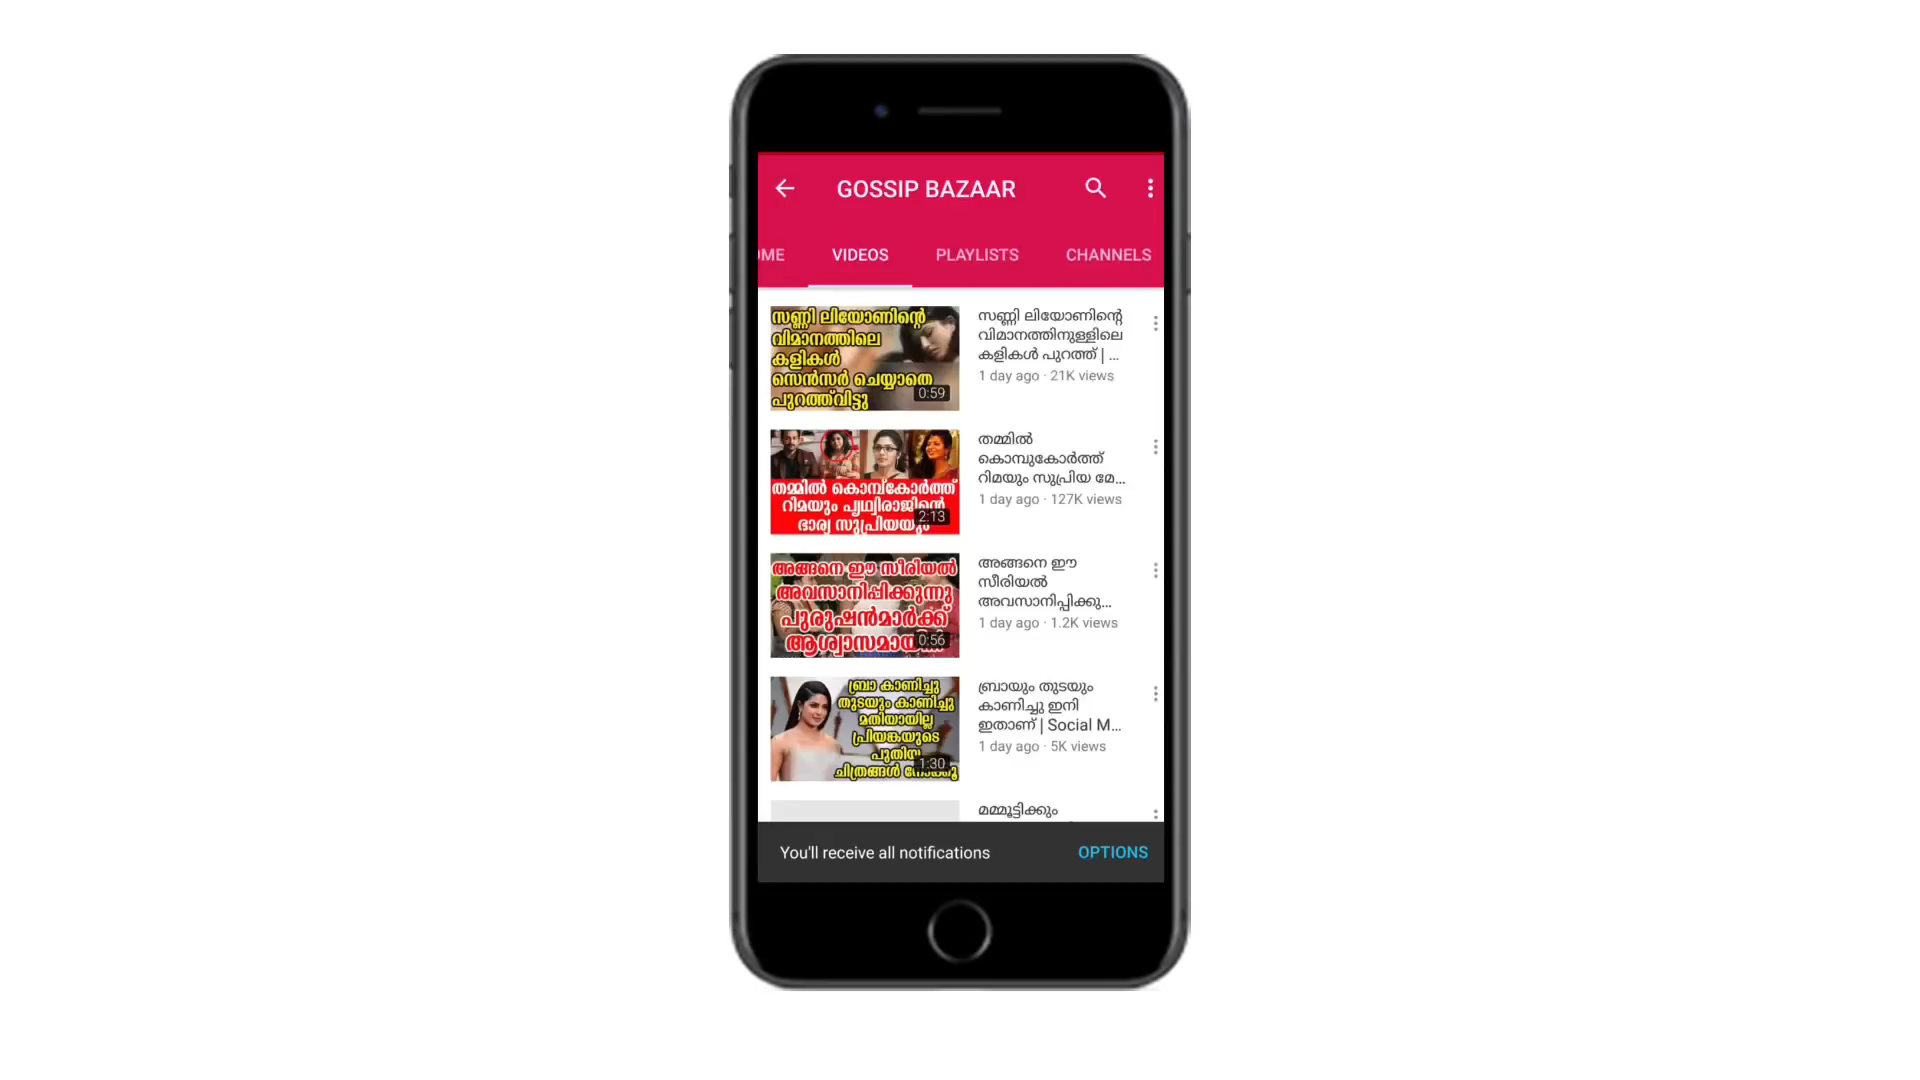 GOSSIP BAZAAR
OME
VIDEOS
PLAYLISTS
CHANNELS
സണ്ണി ലിയോണിന്റെ
വിമാനത്തിലെ
കളികൾ
സെൻസർ ചെയ്യാതെ
പുറത്ത്‌വിട്ടു
0:59
സണ്ണി ലിയോണിന്റെ
വിമാനത്തിനുള്ളിലെ
കളികൾ പുറത്ത് | ...
1 day ago · 21K views
തമ്മിൽ കൊമ്പ്കോർത്ത്
റിമയും പൃഥ്വിരാജിന്റെ
ഭാര്യ സുപ്രിയയും
2:13
തമ്മിൽ
കൊമ്പുകോർത്ത്
റിമയും സുപ്രിയ മേ...
1 day ago · 127K views
അങ്ങനെ ഈ സീരിയൽ
അവസാനിപ്പിക്കുന്നു
പുരുഷൻമാർക്ക്
0:56
അങ്ങനെ ഈ
സീരിയൽ
അവസാനിപ്പിക്കു...
1 day ago · 1.2K views
ബ്രാ കാണിച്ചു
തുടയും കാണിച്ചു
മതിയായില്ല
പ്രിയങ്കയുടെ
പുതിയ
ചിത്രങ്ങൾ നോക്കൂ
1:30
ബ്രായും തുടയും
കാണിച്ചു ഇനി
ഇതാണ് | Social M...
1 day ago · 5K views
മമ്മൂട്ടിക്കും
You'll receive all notifications
OPTIONS